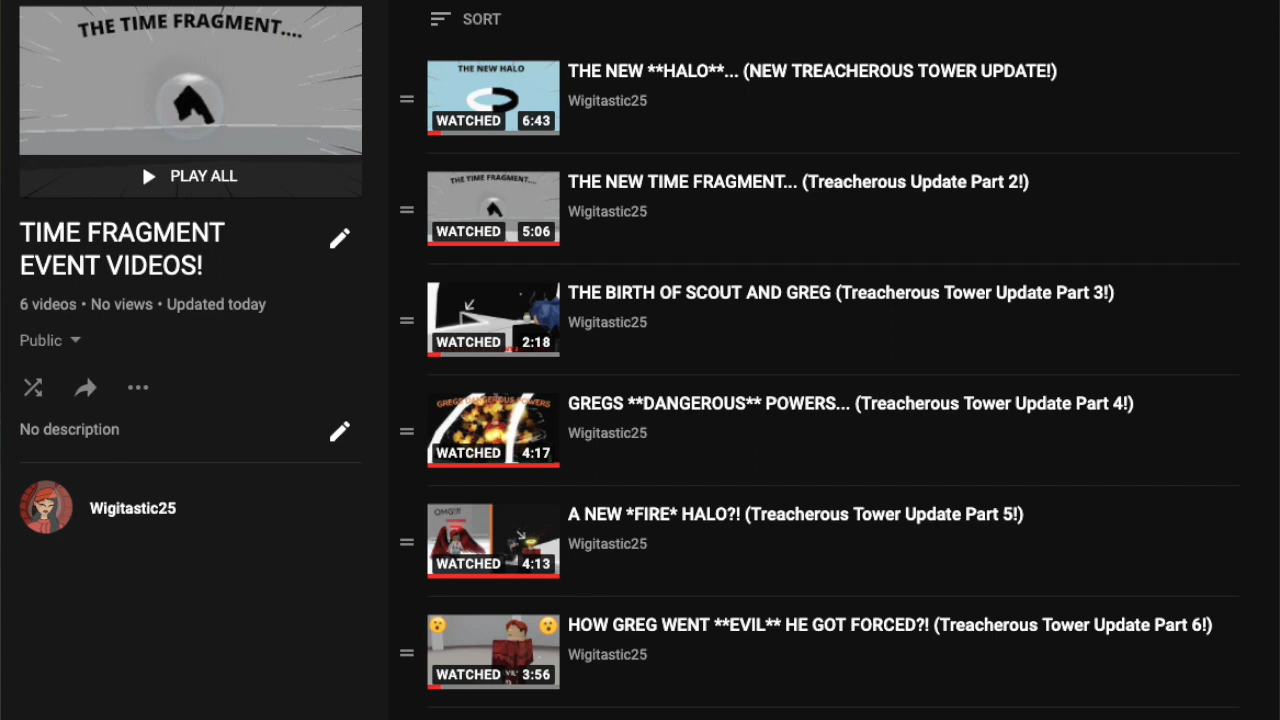 THE TIME FRAGMENT....
PLAY ALL
TIME FRAGMENT
EVENT VIDEOS!
6 videos • No views • Updated today
Public
No description
Wigitastic25
SORT
THE NEW HALO
WATCHED 6:43
THE NEW **HALO**... (NEW TREACHEROUS TOWER UPDATE!)
Wigitastic25
THE TIME FRAGMENT....
WATCHED 5:06
THE NEW TIME FRAGMENT... (Treacherous Update Part 2!)
Wigitastic25
WATCHED 2:18
THE BIRTH OF SCOUT AND GREG (Treacherous Tower Update Part 3!)
Wigitastic25
GREGS DANGEROUS POWERS
WATCHED 4:17
GREGS **DANGEROUS** POWERS... (Treacherous Tower Update Part 4!)
Wigitastic25
OMG!!!
WATCHED 4:13
A NEW *FIRE* HALO?! (Treacherous Tower Update Part 5!)
Wigitastic25
WATCHED 3:56
HOW GREG WENT **EVIL** HE GOT FORCED?! (Treacherous Tower Update Part 6!)
Wigitastic25